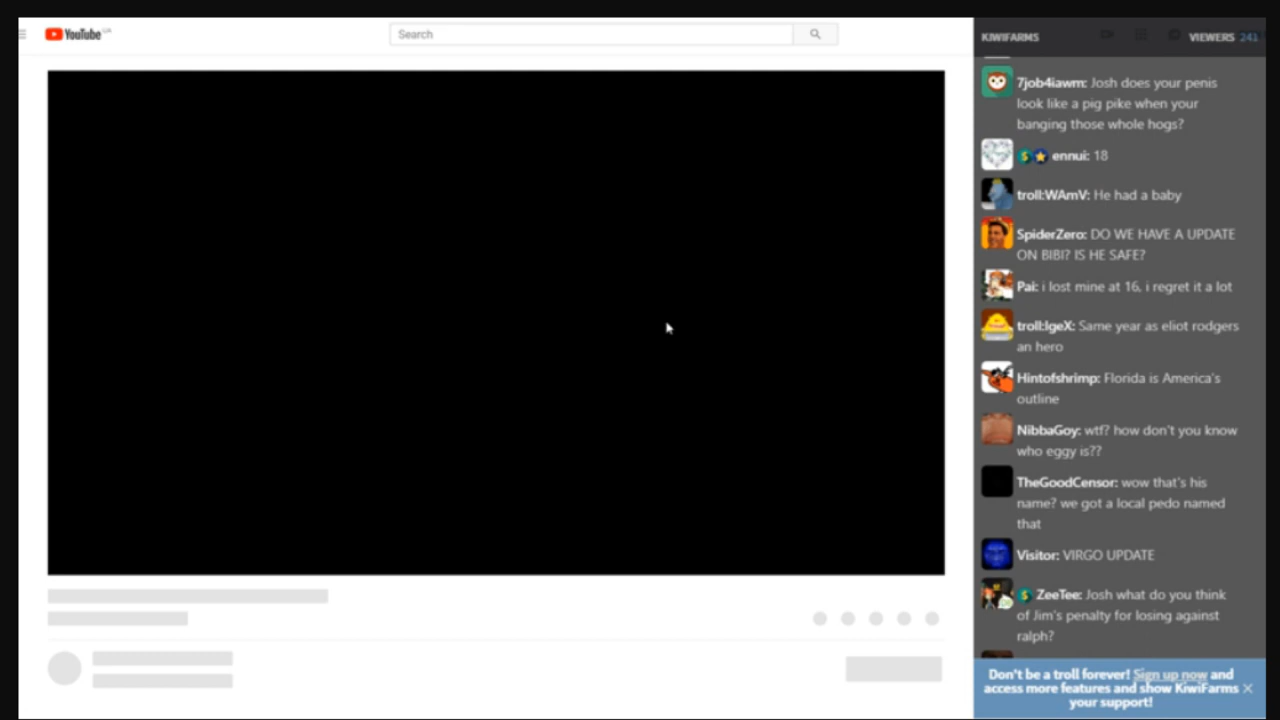 YouTube UA
Search
KIWIFARMS
VIEWERS 241
7job4iawm: Josh does your penis
look like a pig pike when your
banging those whole hogs?
ennui: 18
troll:WAmV: He had a baby
SpiderZero: DO WE HAVE A UPDATE
ON BIBI? IS HE SAFE?
Pai: i lost mine at 16, i regret it a lot
troll:IgeX: Same year as eliot rodgers
an hero
Hintofshrimp: Florida is America's
outline
NibbaGoy: wtf? how don't you know
who eggy is??
TheGoodCensor: wow that's his
name? we got a local pedo named
that
Visitor: VIRGO UPDATE
ZeeTee: Josh what do you think
of Jim's penalty for losing against
ralph?
Don't be a troll forever! Sign up now and
access more features and show KiwiFarms
your support!